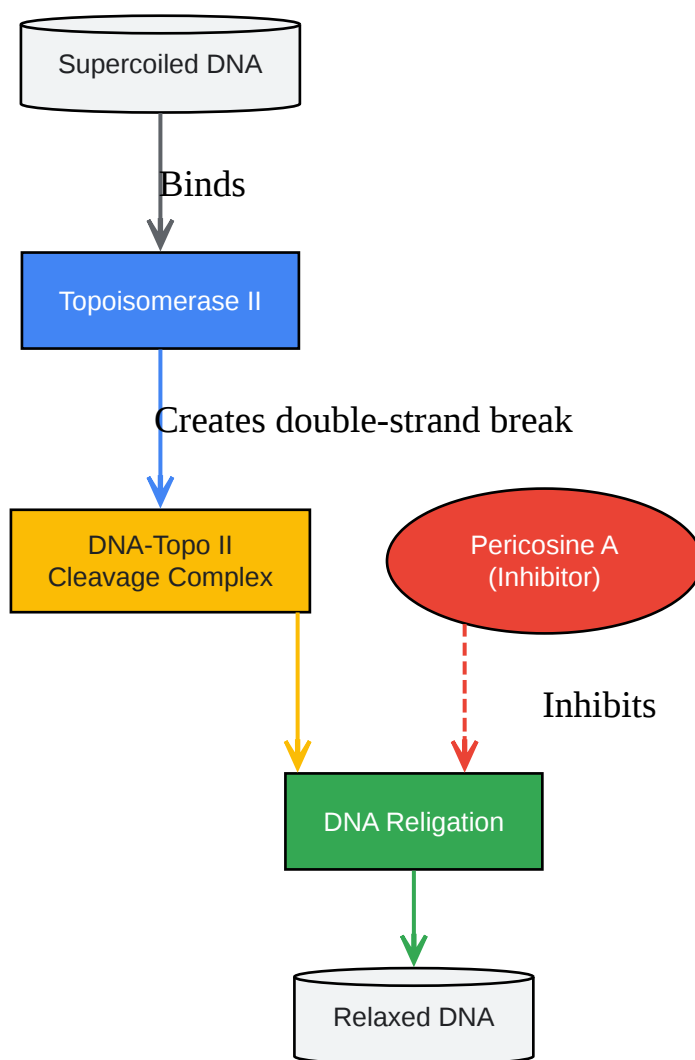 Supercoiled DNA
Binds
Topoisomerase II
Creates double-strand break
DNA-Topo II
Cleavage Complex
Pericosine A
(Inhibitor)
Inhibits
DNA Religation
Relaxed DNA